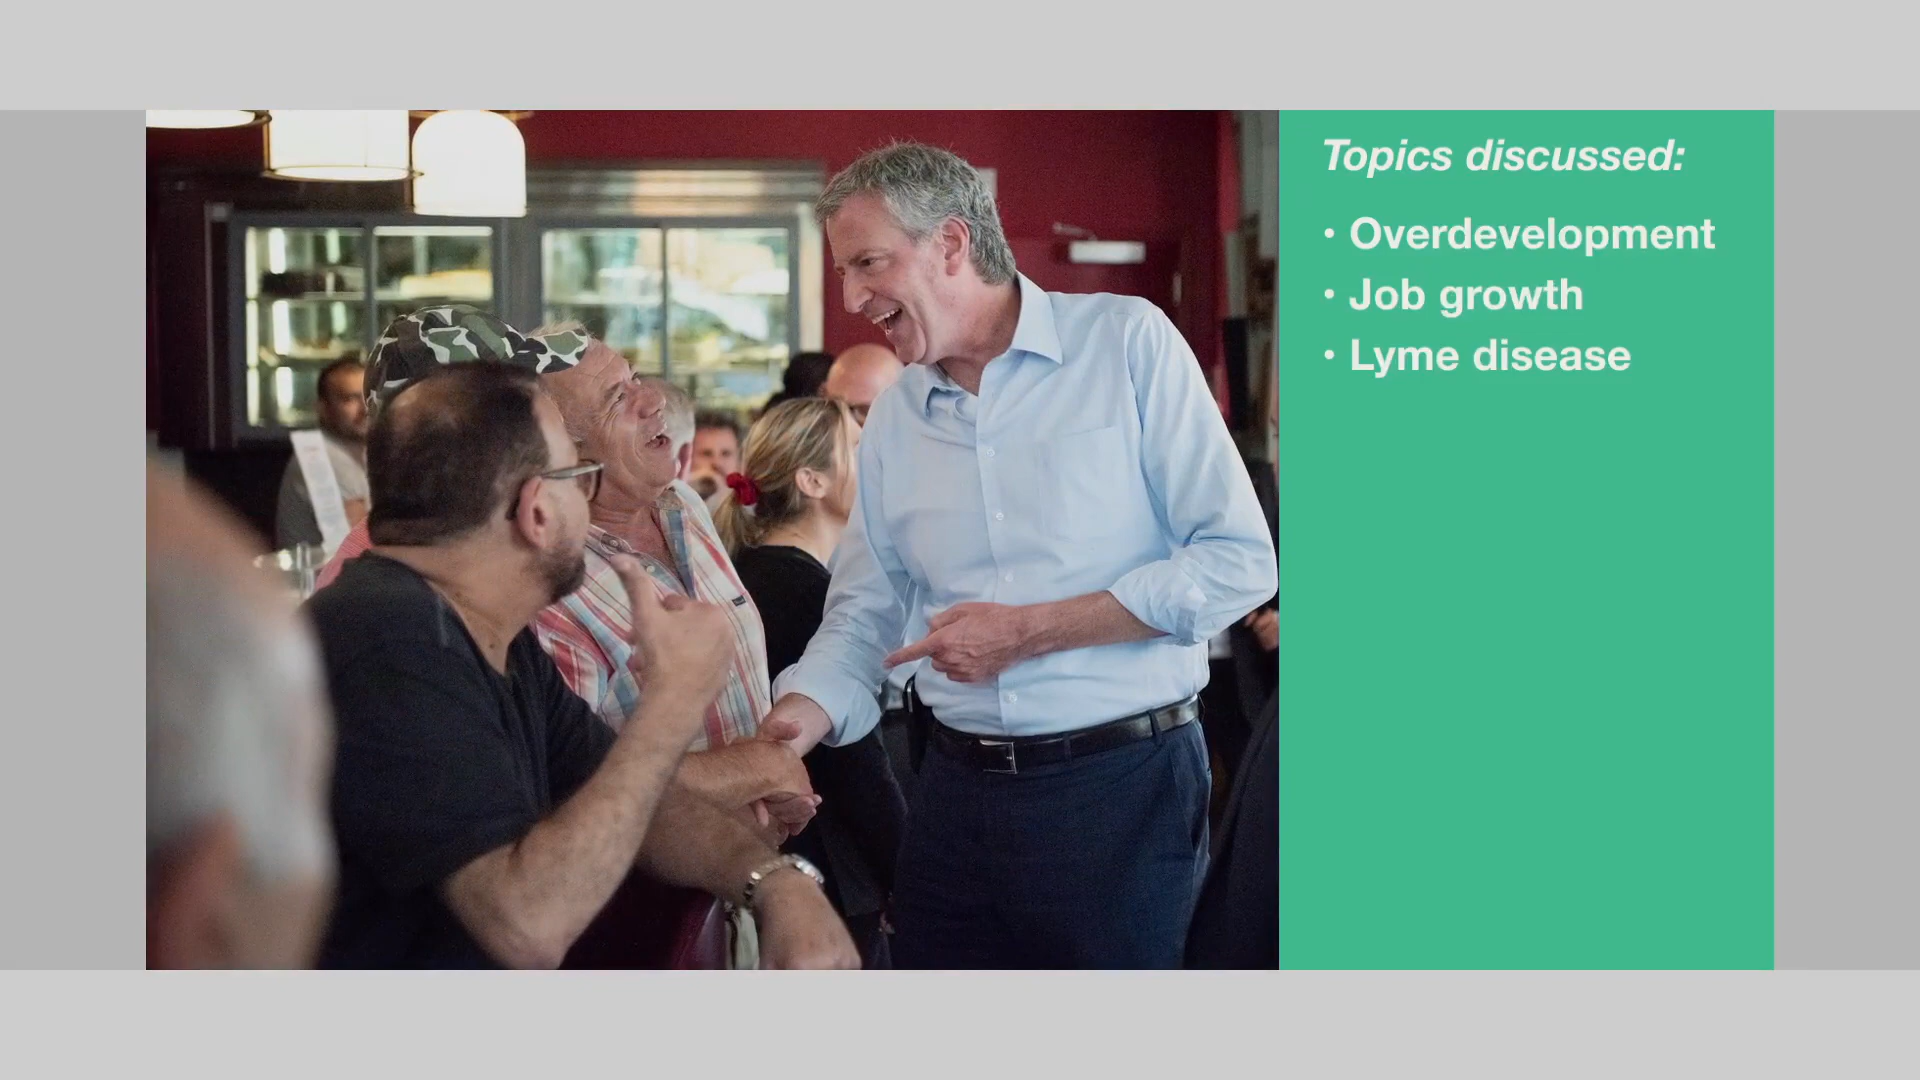 Topics discussed:
• Overdevelopment
• Job growth
• Lyme disease